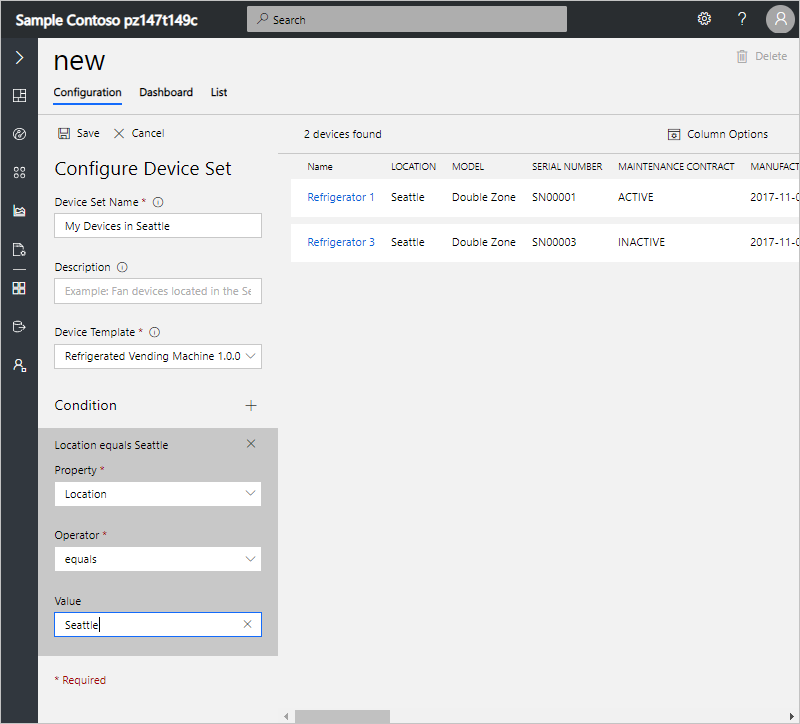 Sample Contoso pz147t149c
Search
?
new
Delete
Configuration Dashboard List
Save Cancel
2 devices found
Column Options
Configure Device Set
Device Set Name *
My Devices in Seattle
Description
Example: Fan devices located in the Se
Device Template *
Refrigerated Vending Machine 1.0.0
Condition
Location equals Seattle
Property *
Location
Operator *
equals
Value
Seattle
* Required
Name LOCATION MODEL SERIAL NUMBER MAINTENANCE CONTRACT MANUFACT
Refrigerator 1 Seattle Double Zone SN00001 ACTIVE 2017-11-0
Refrigerator 3 Seattle Double Zone SN00003 INACTIVE 2017-11-0